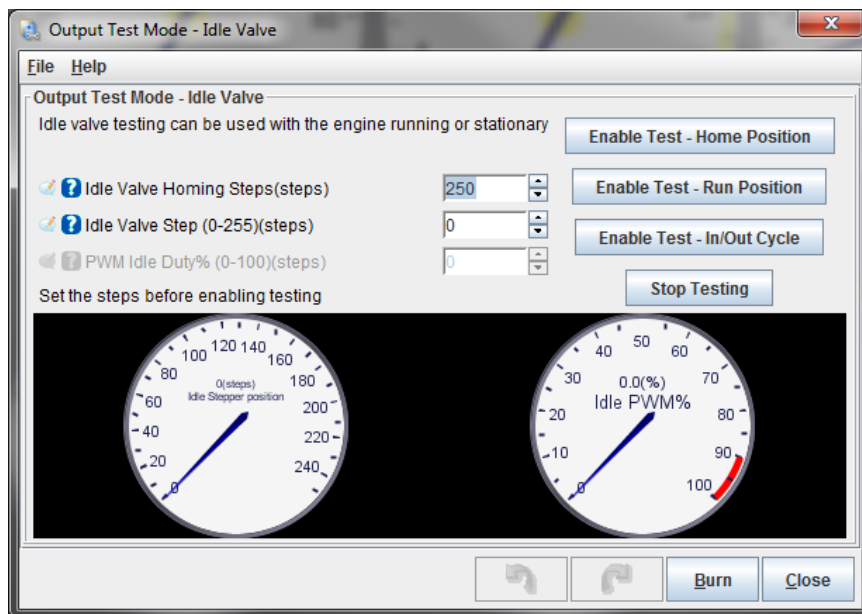 Output Test Mode - Idle Valve
File Help
Output Test Mode - Idle Valve
Idle valve testing can be used with the engine running or stationary
Enable Test - Home Position
Idle Valve Homing Steps(steps)
250
Enable Test - Run Position
Idle Valve Step (0-255)(steps)
0
Enable Test - In/Out Cycle
PWM Idle Duty% (0-100)(steps)
0
Stop Testing
Set the steps before enabling testing
0 20 40 60 80 100 120 140 160 180 200 220 240
0(steps)
Idle Stepper position
0 10 20 30 40 50 60 70 80 90 100
0.0(%)
Idle PWM%
Burn
Close